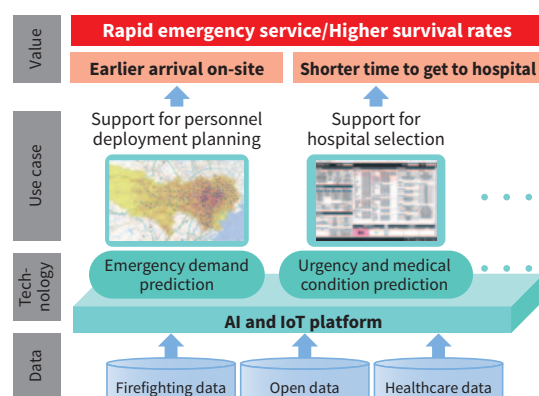 Value
Rapid emergency service/Higher survival rates
Earlier arrival on-site
Shorter time to get to hospital
Use case
Support for personnel
deployment planning
Support for
hospital selection
Tech-
nology
Emergency demand
prediction
Urgency and medical
condition prediction
AI and IoT platform
Data
Firefighting data
Open data
Healthcare data